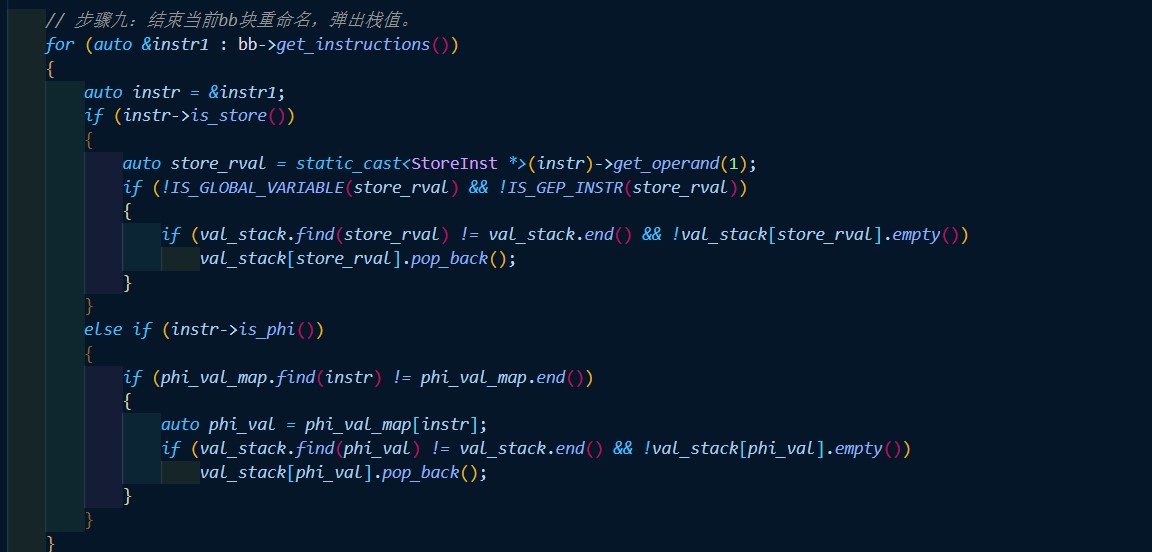 // 步骤九: 结束当前bb块重命名, 弹出栈值。
for (auto &instr1 : bb->get_instructions())
{
auto instr = &instr1;
if (instr->is_store())
{
auto store_rval = static_cast<StoreInst *>(instr)->get_operand(1);
if (!IS_GLOBAL_VARIABLE(store_rval) && !IS_GEP_INSTR(store_rval))
{
if (val_stack.find(store_rval) != val_stack.end() && !val_stack[store_rval].empty())
val_stack[store_rval].pop_back();
}
}
else if (instr->is_phi())
{
if (phi_val_map.find(instr) != phi_val_map.end())
{
auto phi_val = phi_val_map[instr];
if (val_stack.find(phi_val) != val_stack.end() && !val_stack[phi_val].empty())
val_stack[phi_val].pop_back();
}
}
}